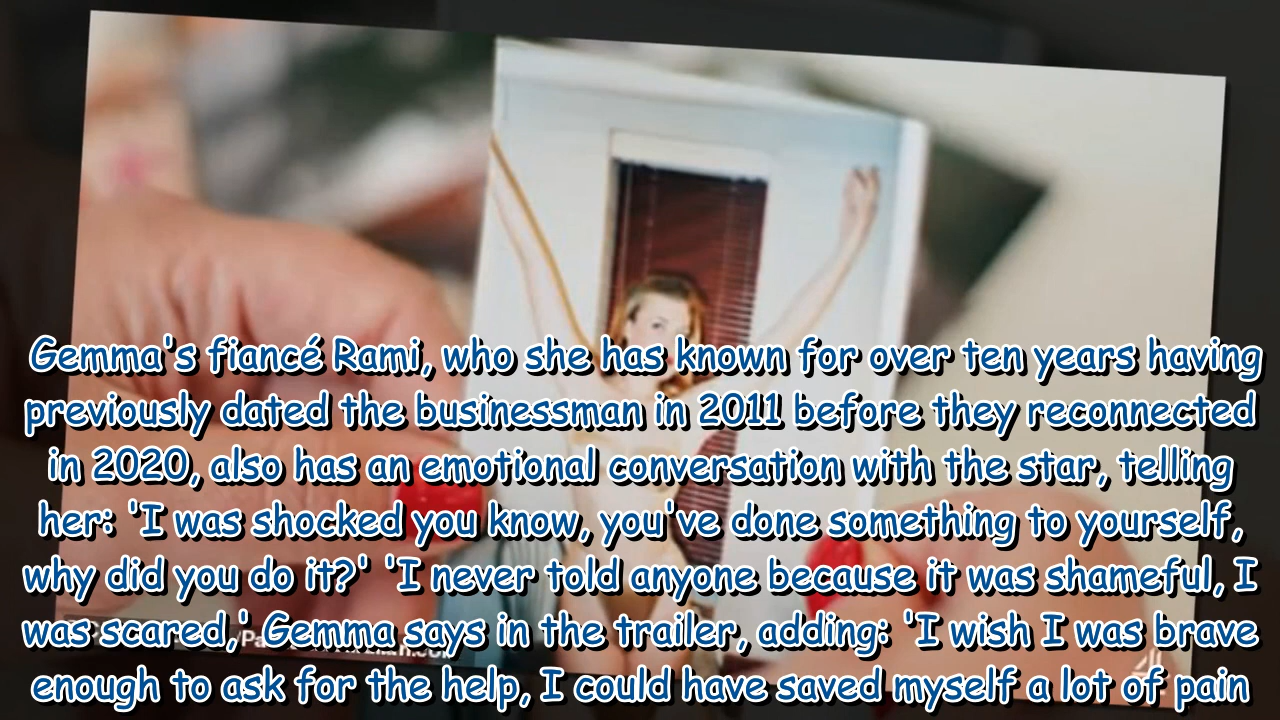 Gemma's fiancé Rami, who she has known for over ten years having
previously dated the businessman in 2011 before they reconnected
in 2020, also has an emotional conversation with the star, telling
her: 'I was shocked you know, you've done something to yourself,
why did you do it?' 'I never told anyone because it was shameful, I
was scared,' Gemma says in the trailer, adding: 'I wish I was brave
enough to ask for the help, I could have saved myself a lot of pain